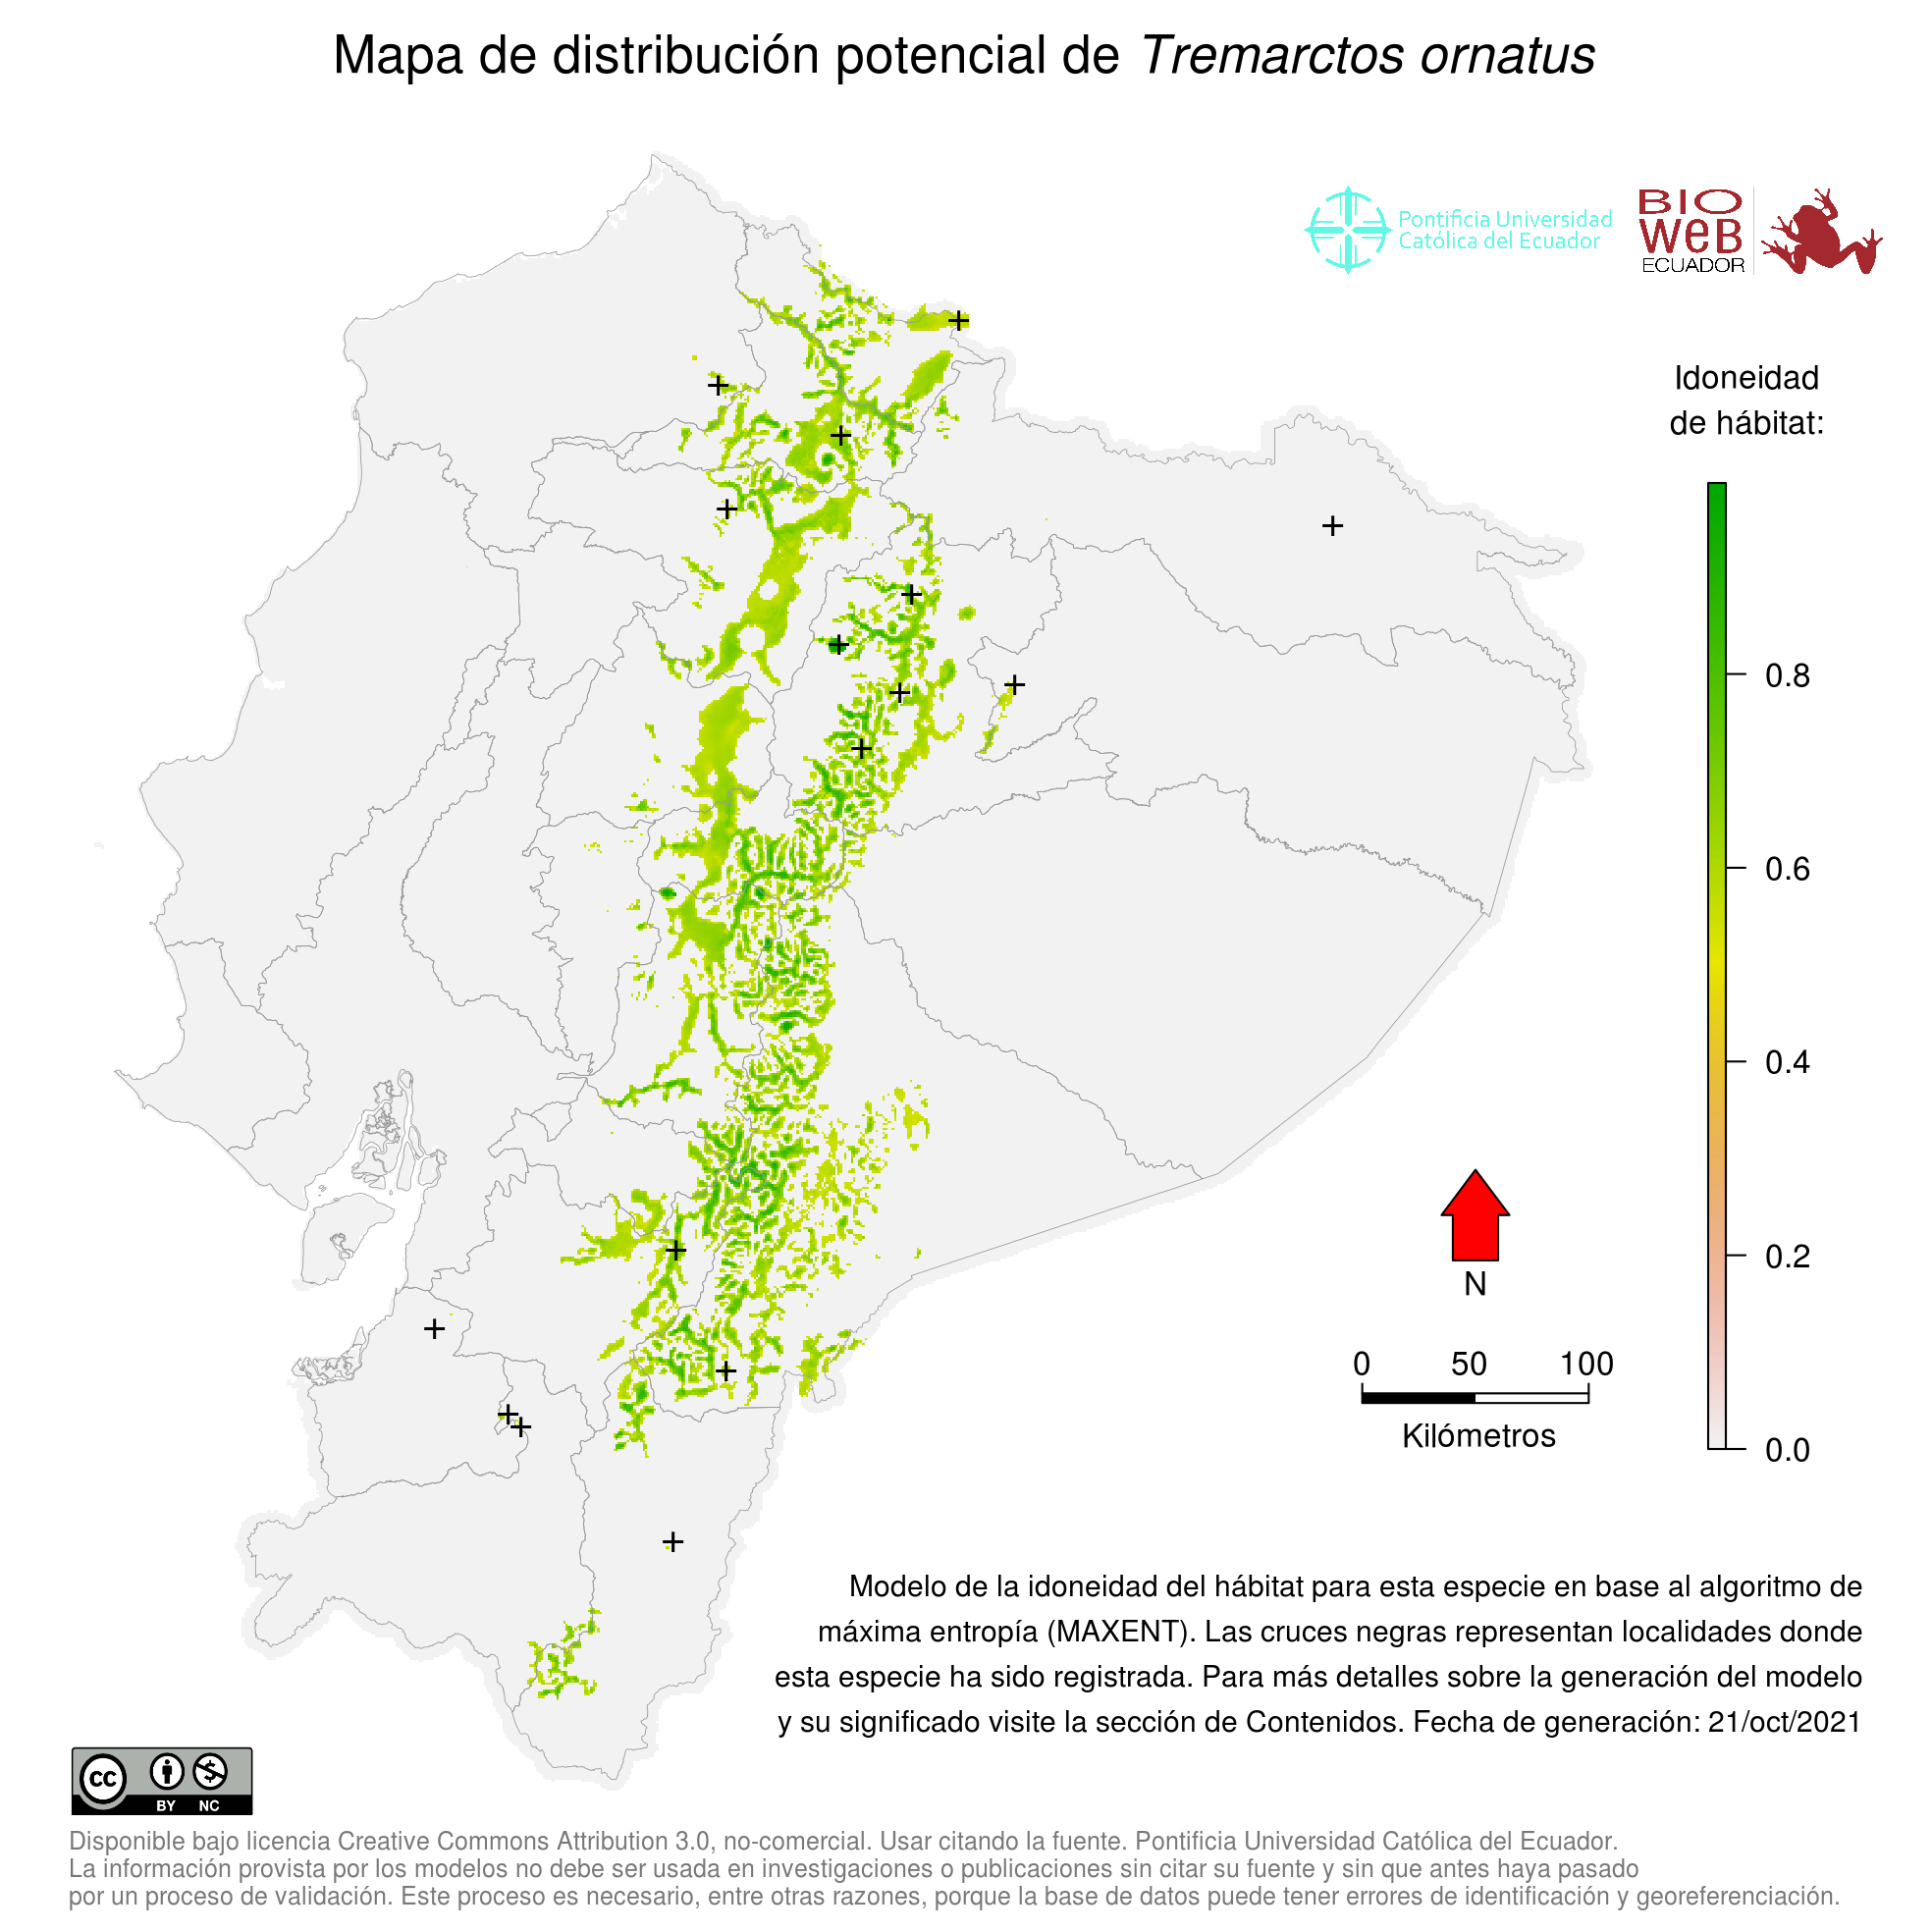 Mapa de distribución potencial de Tremarctos ornatus
Pontificia Universidad
Católica del Ecuador
BIO
WeB
ECUADOR
Idoneidad
de hábitat:
0.8
0.6
0.4
0.2
0.0
N
0 50 100
Kilómetros
Modelo de la idoneidad del hábitat para esta especie en base al algoritmo de
máxima entropía (MAXENT). Las cruces negras representan localidades donde
esta especie ha sido registrada. Para más detalles sobre la generación del modelo
y su significado visite la sección de Contenidos. Fecha de generación: 21/oct/2021
cc
BY NC
Disponible bajo licencia Creative Commons Attribution 3.0, no-comercial. Usar citando la fuente. Pontificia Universidad Católica del Ecuador.
La información provista por los modelos no debe ser usada en investigaciones o publicaciones sin citar su fuente y sin que antes haya pasado
por un proceso de validación. Este proceso es necesario, entre otras razones, porque la base de datos puede tener errores de identificación y georeferenciación.